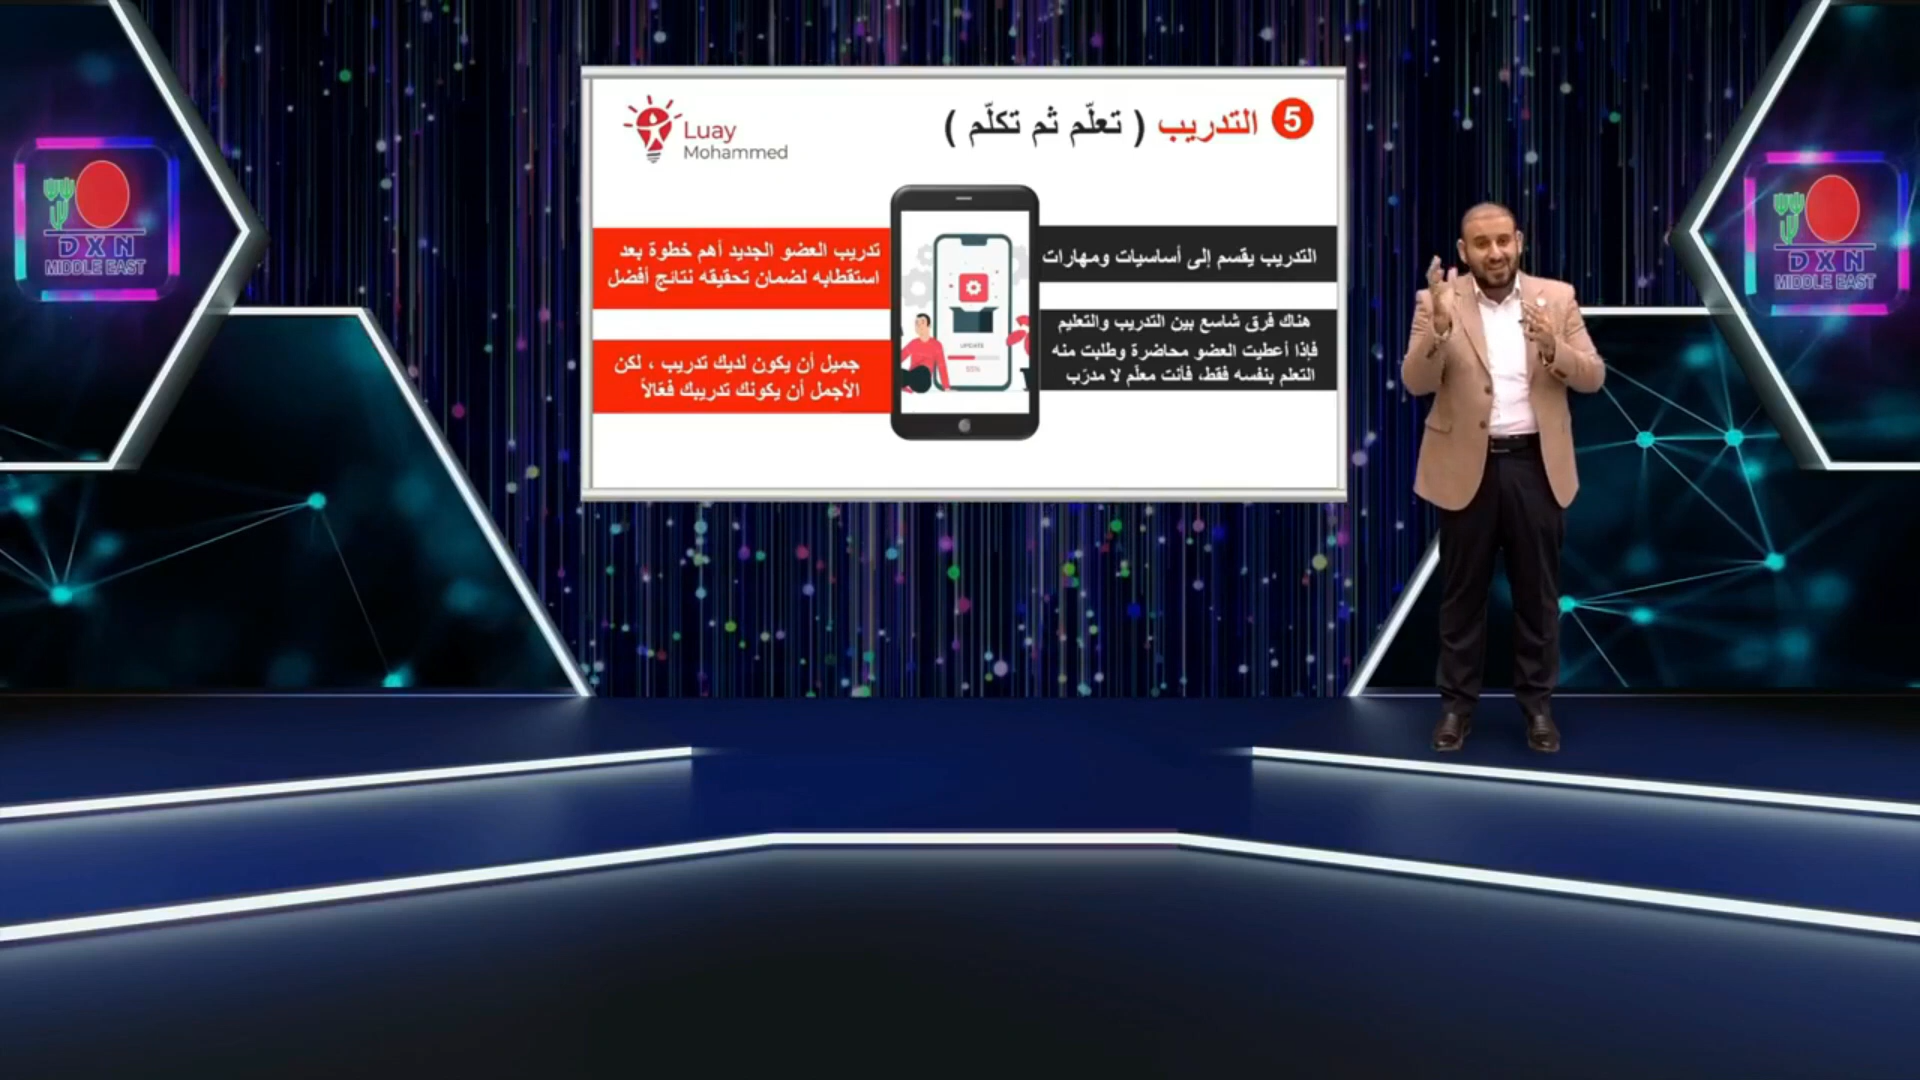 5 التدريب ( تعلّم ثم تكلّم )
Luay
Mohammed
التدريب يقسم إلى أساسيات ومهارات
هناك فرق شاسع بين التدريب والتعليم
فإذا أعطيت العضو محاضرة وطلبت منه
التعلم بنفسه فقط، فأنت معلّم لا مدرّب
تدريب العضو الجديد أهم خطوة بعد
استقطابه لضمان تحقيقه نتائج أفضل
جميل أن يكون لديك تدريب ، لكن
الأجمل أن يكونك تدريبك فعّالاً
UPDATE
55%
DXN
MIDDLE EAST
DXN
MIDDLE EAST